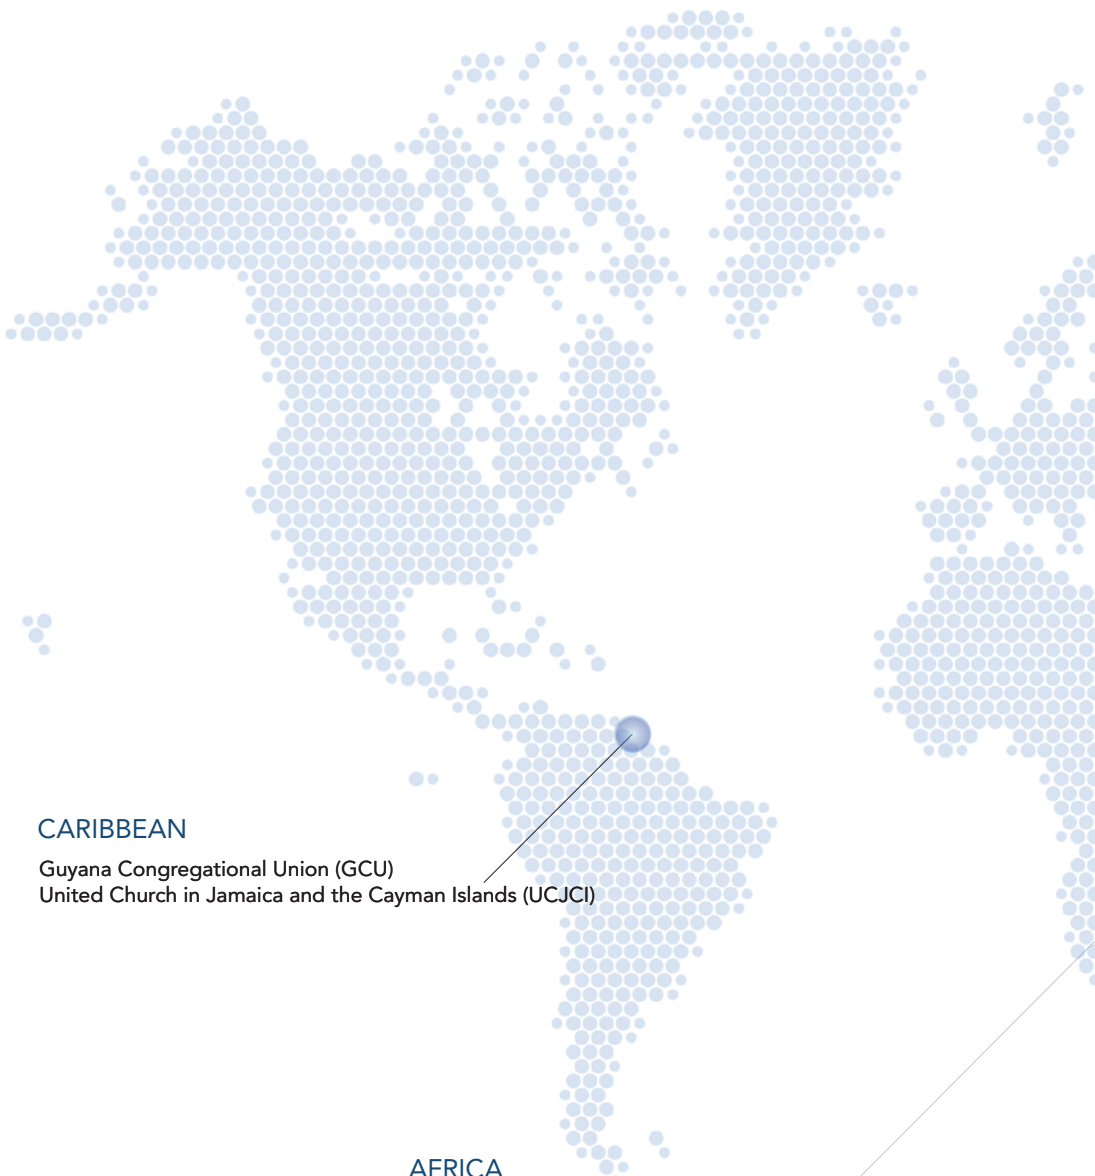 CARIBBEAN
Guyana Congregational Union (GCU)
United Church in Jamaica and the Cayman Islands (UCJCI)
AFRICA